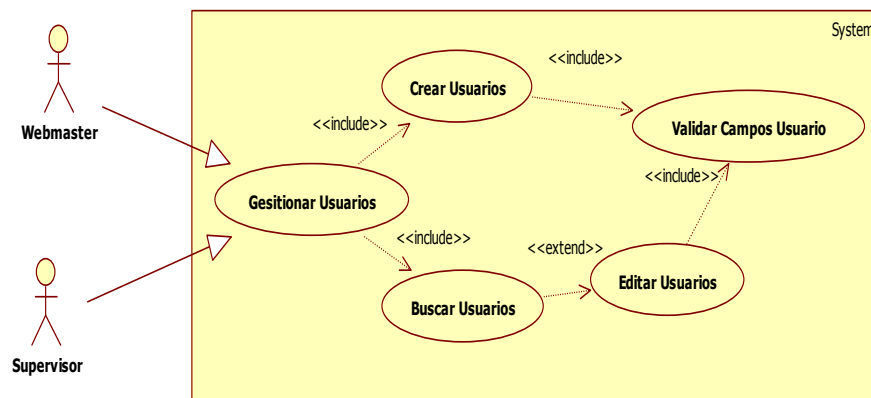 System
<<include>>
Crear Usuarios
Webmaster
<<include>>
Validar Campos Usuario
<<include>>
Gesitionar Usuarios
<<include>>
<<extend>>
Editar Usuarios
Buscar Usuarios
Supervisor